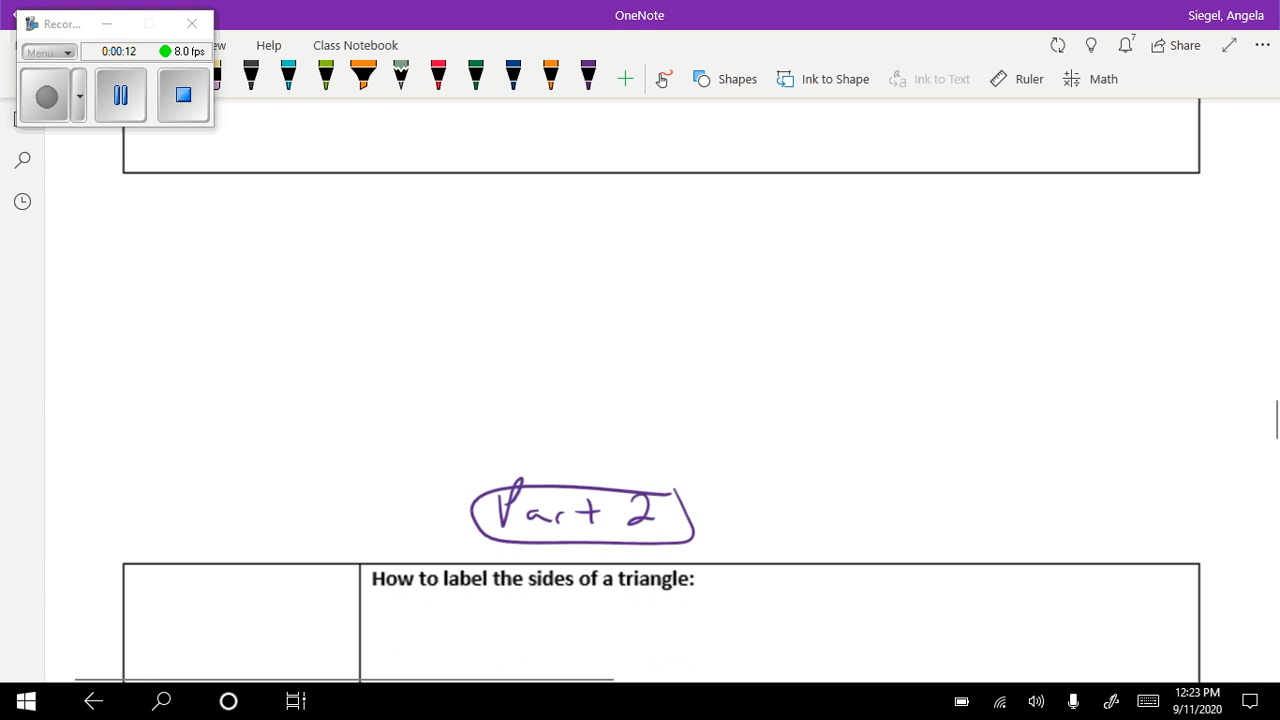 Recor...
OneNote
Siegel, Angela
Menu
0:00:12
8.0 fps
Help
Class Notebook
7
Share
Shapes
Ink to Shape
Ink to Text
Ruler
Math
Part 2
How to label the sides of a triangle:
12:23 PM
9/11/2020